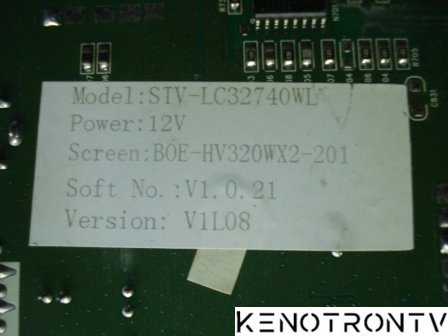 Model:STV-LC32740WL
Power:12V
Screen:BOE-HV320WX2-201
Soft No.:V1.0.21
Version: V1L08
KENOTRONTV